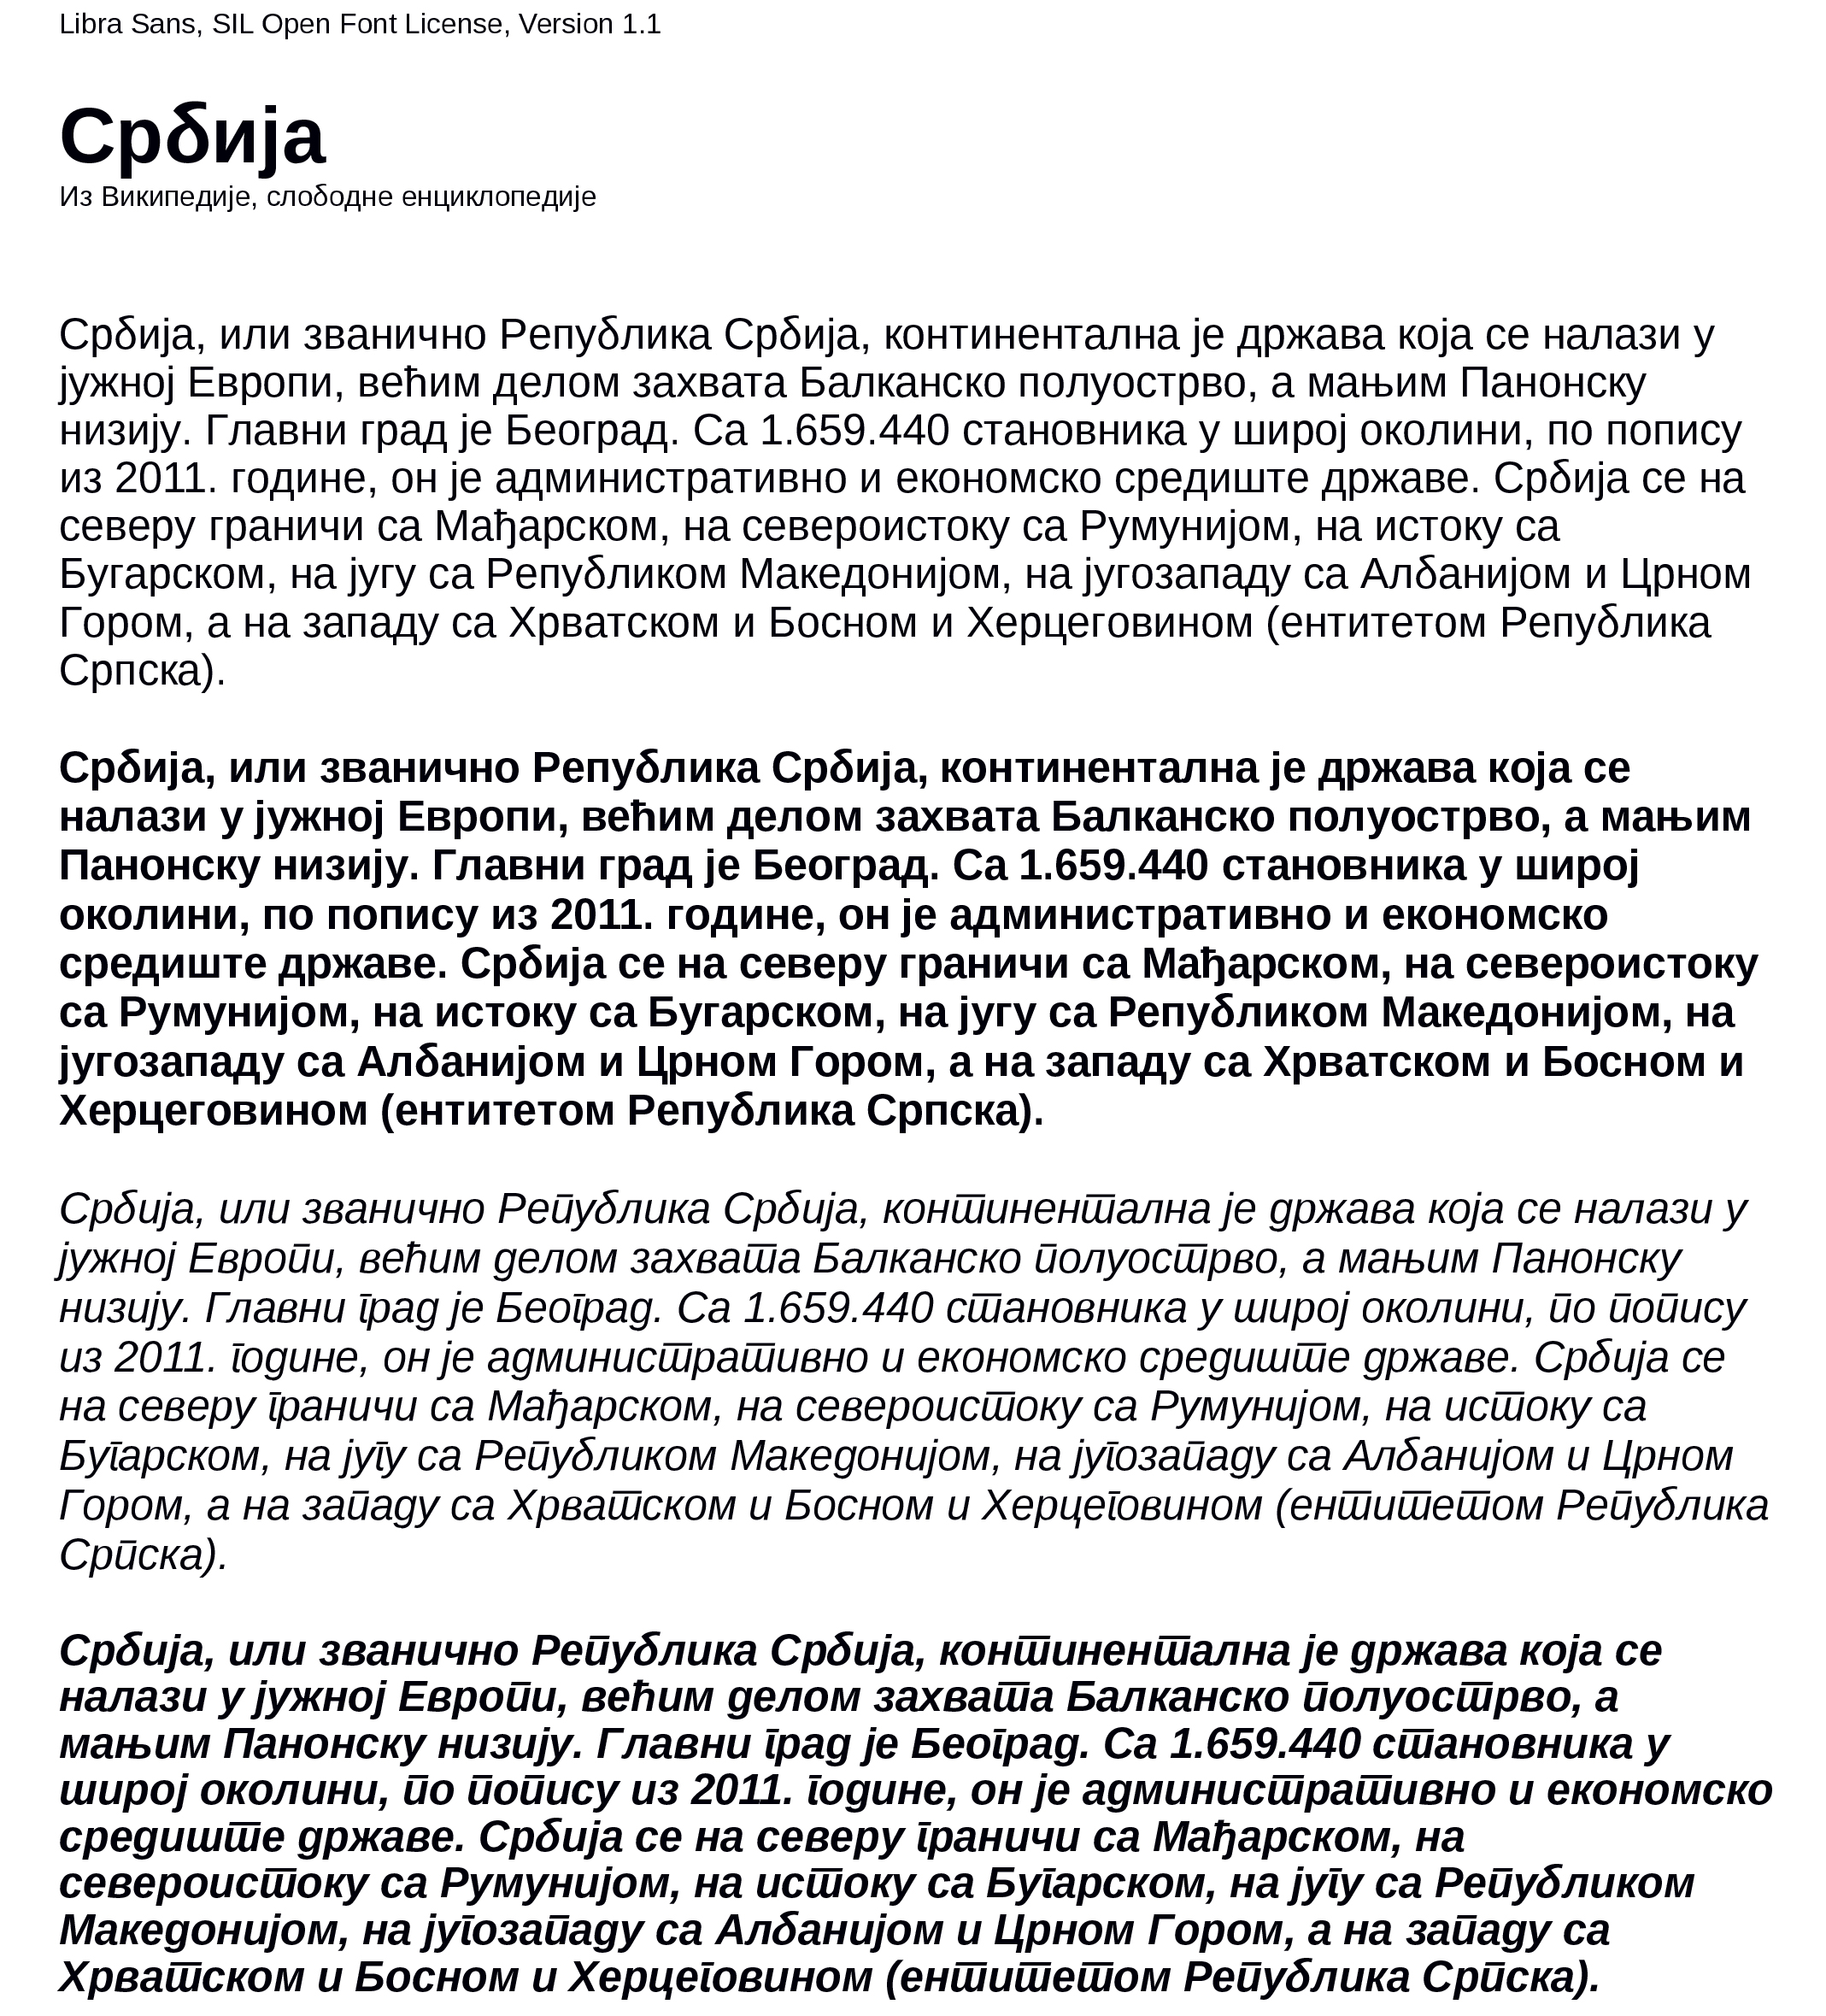 Libra Sans, SIL Open Font License, Version 1.1
Србија
Из Википедије, слободне енциклопедије
Србија, или званично Република Србија, континентална је држава која се налази у
јужној Европи, већим делом захвата Балканско полуострво, а мањим Панонску
низију. Главни град је Београд. Са 1.659.440 становника у широј околини, по попису
из 2011. године, он је административно и економско средиште државе. Србија се на
северу граничи са Мађарском, на североистоку са Румунијом, на истоку са
Бугарском, на југу са Републиком Македонијом, на југозападу са Албанијом и Црном
Гором, а на западу са Хрватском и Босном и Херцеговином (ентитетом Република
Српска).
Србија, или званично Република Србија, континентална је држава која се
налази у јужној Европи, већим делом захвата Балканско полуострво, а мањим
Панонску низију. Главни град је Београд. Са 1.659.440 становника у широј
околини, по попису из 2011. године, он је административно и економско
средиште државе. Србија се на северу граничи са Мађарском, на североистоку
са Румунијом, на истоку са Бугарском, на југу са Републиком Македонијом, на
југозападу са Албанијом и Црном Гором, а на западу са Хрватском и Босном и
Херцеговином (ентитетом Република Српска).
Србија, или званично Република Србија, континентална је држава која се налази у
јужној Европи, већим делом захвата Балканско полуострво, а мањим Панонску
низију. Главни град је Београд. Са 1.659.440 становника у широј околини, по попису
из 2011. године, он је административно и економско средиште државе. Србија се
на северу граничи са Мађарском, на североистоку са Румунијом, на истоку са
Бугарском, на југу са Републиком Македонијом, на југозападу са Албанијом и Црном
Гором, а на западу са Хрватском и Босном и Херцеговином (ентитетом Република
Српска).
Србија, или званично Република Србија, континентална је држава која се
налази у јужној Европи, већим делом захвата Балканско полуострво, а
мањим Панонску низију. Главни град је Београд. Са 1.659.440 становника у
широј околини, по попису из 2011. године, он је административно и економско
средиште државе. Србија се на северу граничи са Мађарском, на
североистоку са Румунијом, на истоку са Бугарском, на југу са Републиком
Македонијом, на југозападу са Албанијом и Црном Гором, а на западу са
Хрватском и Босном и Херцеговином (ентитетом Република Српска).